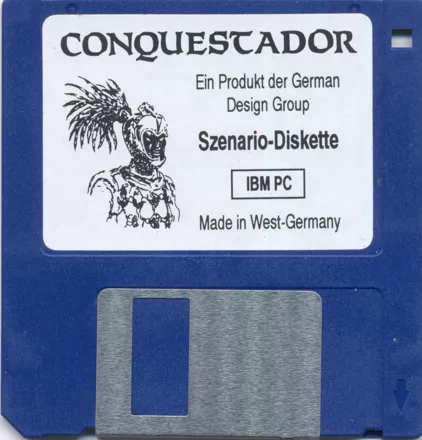 CONQUESTADOR
Ein Produkt der German
Design Group
Szenario-Diskette
IBM PC
Made in West-Germany